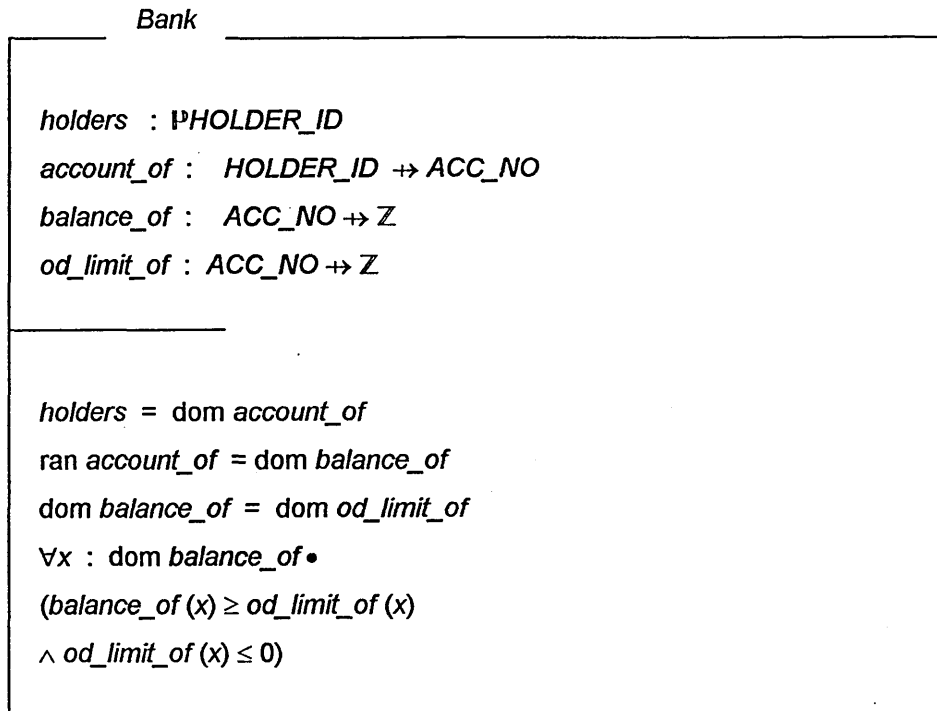 Bank
holders : ℙHOLDER_ID
account_of : HOLDER_ID ⇸ ACC_NO
balance_of : ACC_NO ⇸ ℤ
od_limit_of : ACC_NO ⇸ ℤ
holders = dom account_of
ran account_of = dom balance_of
dom balance_of = dom od_limit_of
∀x : dom balance_of •
(balance_of (x) ≥ od_limit_of (x)
∧ od_limit_of (x) ≤ 0)